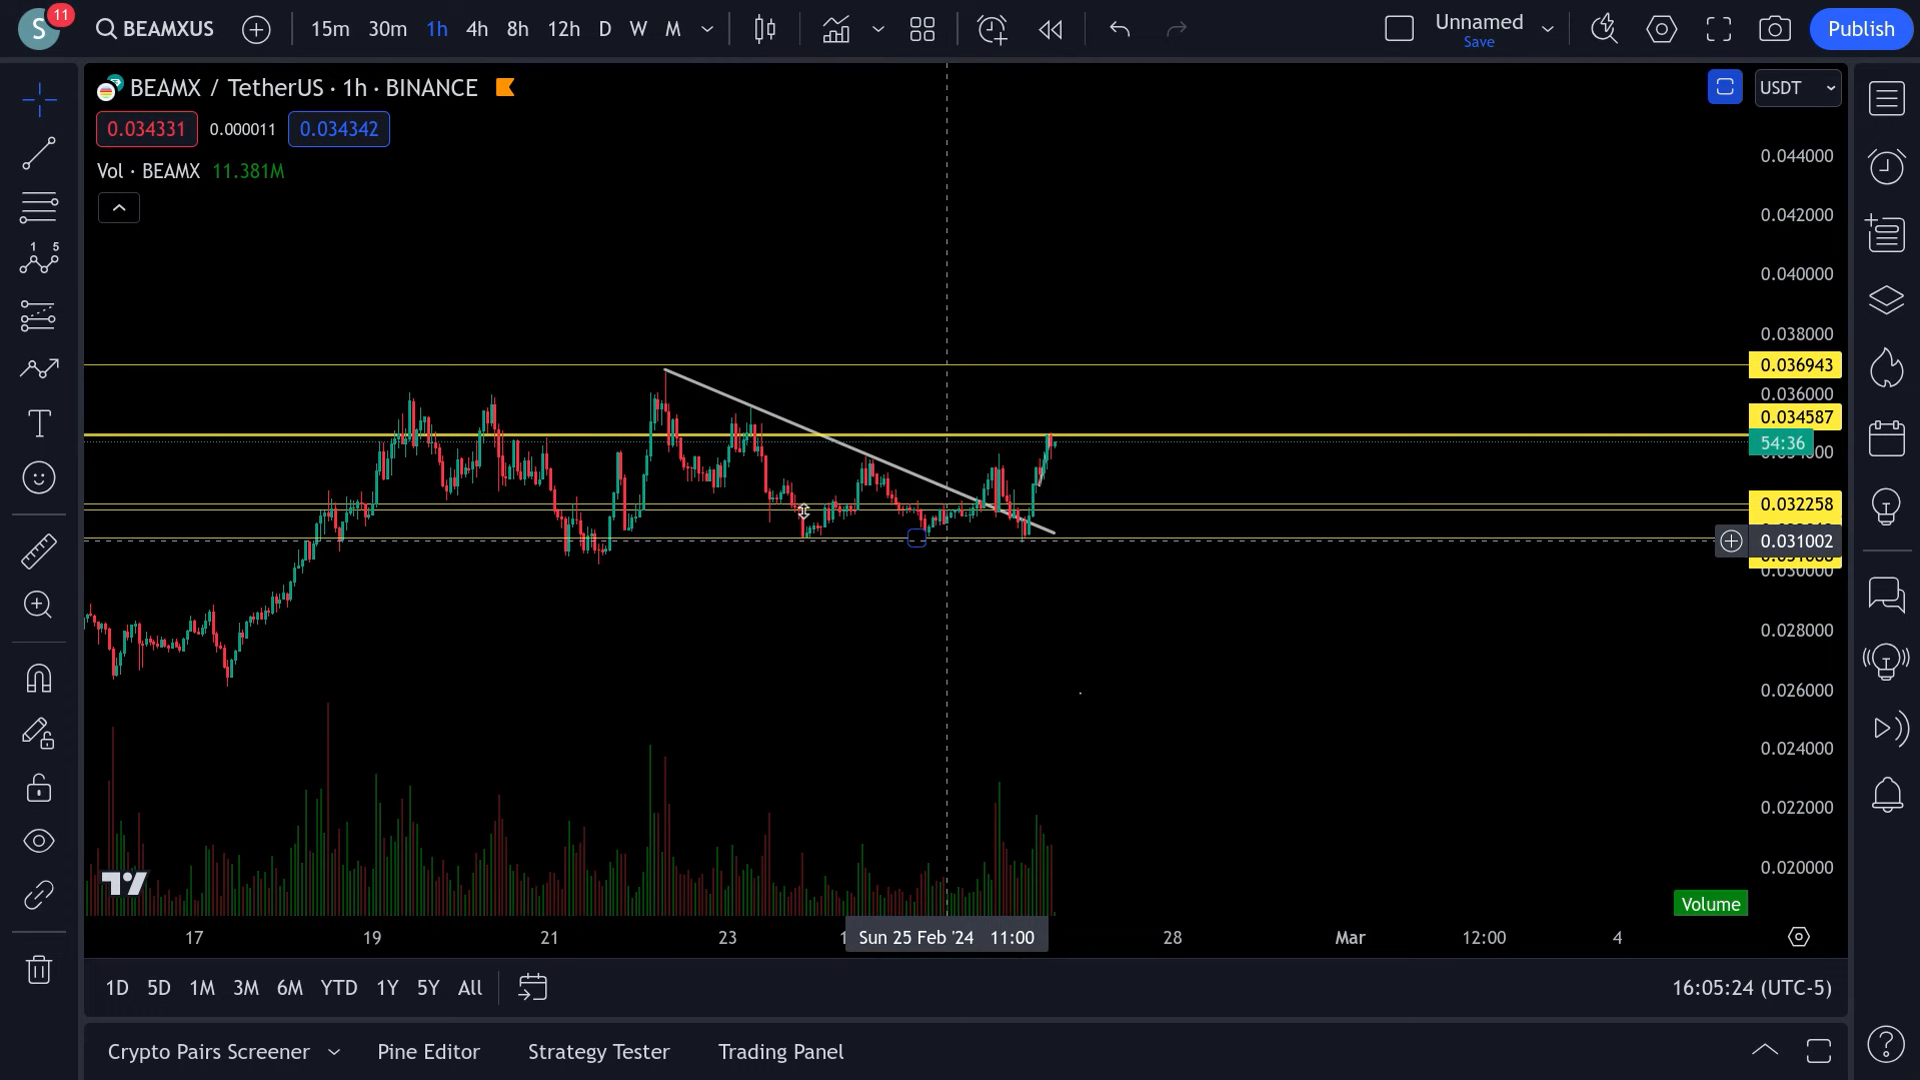 S 11 BEAMXUS 15m 30m 1h 4h 8h 12h D W M Unnamed Save Publish
BEAMX / TetherUS · 1h · BINANCE USDT
0.034331 0.000011 0.034342
Vol · BEAMX 11.381M
0.044000
0.042000
0.040000
0.038000
0.036943
0.036000
0.034587
54:36
0.032258
0.031002
0.030000
0.028000
0.026000
0.024000
0.022000
0.020000
Volume
17 19 21 23 Sun 25 Feb '24 11:00 28 Mar 12:00 4
1D 5D 1M 3M 6M YTD 1Y 5Y All 16:05:24 (UTC-5)
Crypto Pairs Screener Pine Editor Strategy Tester Trading Panel